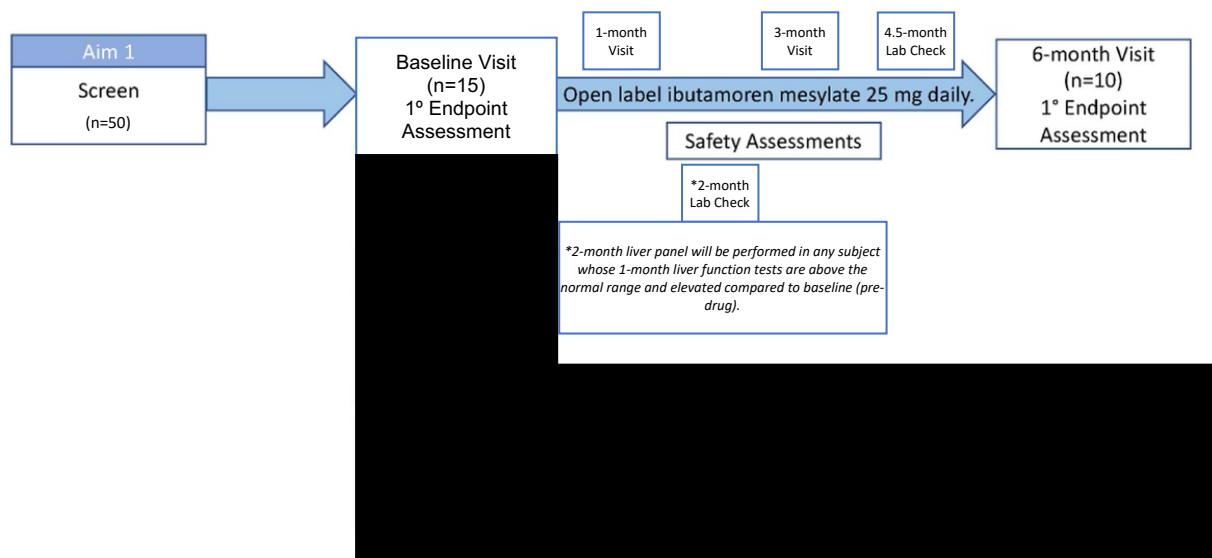 Aim 1
Screen
(n=50)
Baseline Visit
(n=15)
1º Endpoint
Assessment
1-month
Visit
3-month
Visit
4.5-month
Lab Check
Open label ibutamoren mesylate 25 mg daily.
Safety Assessments
*2-month
Lab Check
*2-month liver panel will be performed in any subject
whose 1-month liver function tests are above the
normal range and elevated compared to baseline (pre-
drug).
6-month Visit
(n=10)
1° Endpoint
Assessment